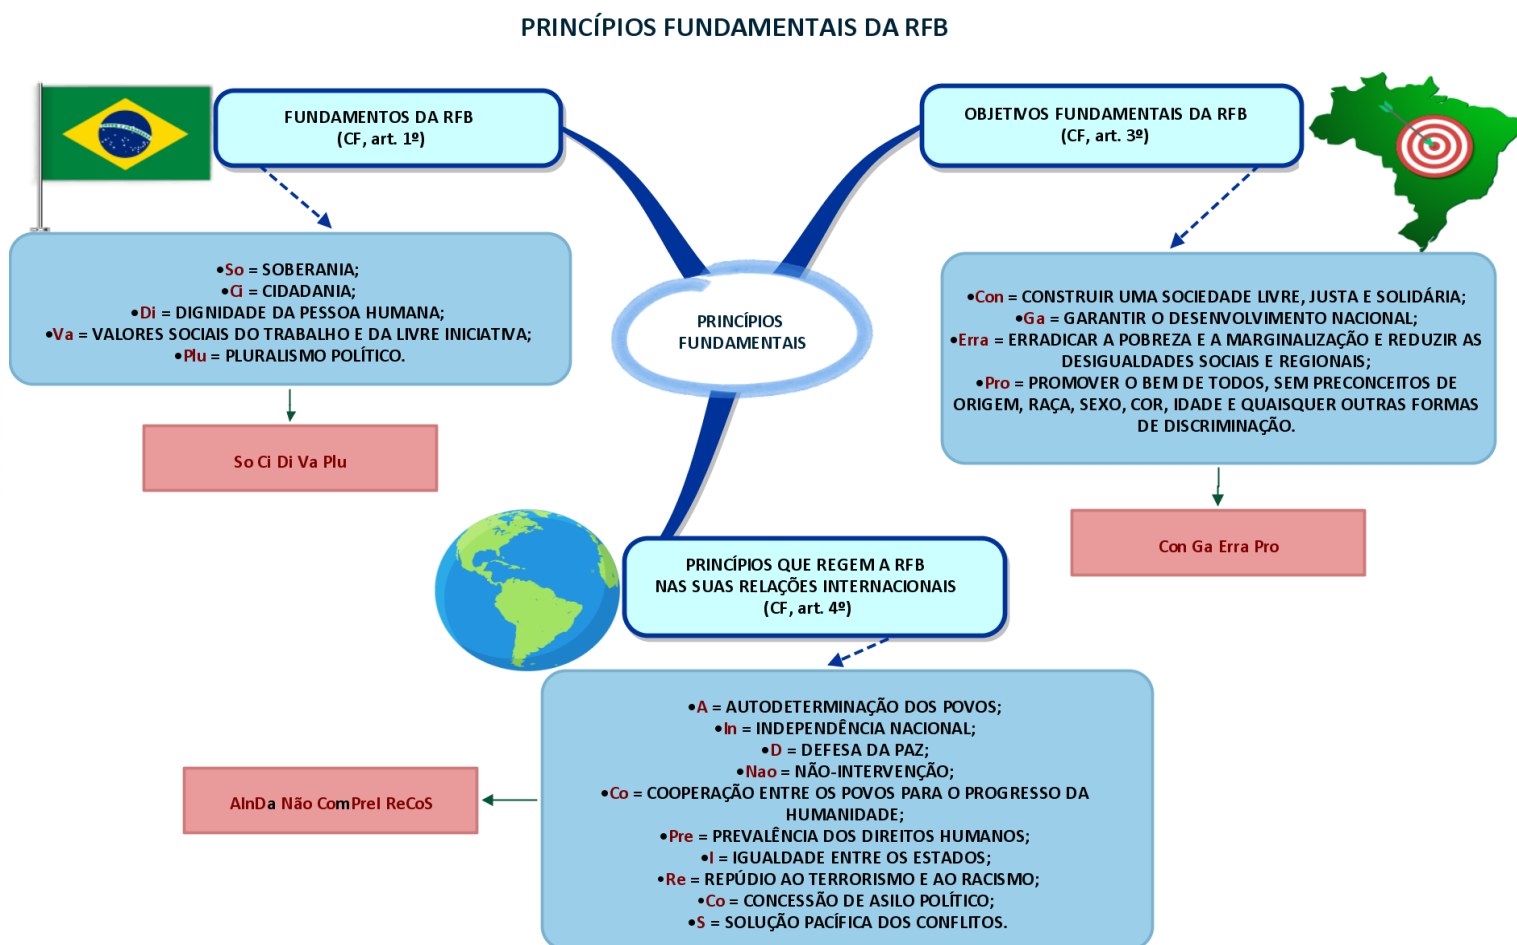 PRINCÍPIOS FUNDAMENTAIS DA RFB
FUNDAMENTOS DA RFB
(CF, art. 1º)
•So = SOBERANIA;
•Ci = CIDADANIA;
•Di = DIGNIDADE DA PESSOA HUMANA;
•Va = VALORES SOCIAIS DO TRABALHO E DA LIVRE INICIATIVA;
•Plu = PLURALISMO POLÍTICO.
So Ci Di Va Plu
OBJETIVOS FUNDAMENTAIS DA RFB
(CF, art. 3º)
•Con = CONSTRUIR UMA SOCIEDADE LIVRE, JUSTA E SOLIDÁRIA;
•Ga = GARANTIR O DESENVOLVIMENTO NACIONAL;
•Erra = ERRADICAR A POBREZA E A MARGINALIZAÇÃO E REDUZIR AS
DESIGUALDADES SOCIAIS E REGIONAIS;
•Pro = PROMOVER O BEM DE TODOS, SEM PRECONCEITOS DE
ORIGEM, RAÇA, SEXO, COR, IDADE E QUAISQUER OUTRAS FORMAS
DE DISCRIMINAÇÃO.
Con Ga Erra Pro
PRINCÍPIOS
FUNDAMENTAIS
PRINCÍPIOS QUE REGEM A RFB
NAS SUAS RELAÇÕES INTERNACIONAIS
(CF, art. 4º)
•A = AUTODETERMINAÇÃO DOS POVOS;
•In = INDEPENDÊNCIA NACIONAL;
•D = DEFESA DA PAZ;
•Nao = NÃO-INTERVENÇÃO;
•Co = COOPERAÇÃO ENTRE OS POVOS PARA O PROGRESSO DA
HUMANIDADE;
•Pre = PREVALÊNCIA DOS DIREITOS HUMANOS;
•I = IGUALDADE ENTRE OS ESTADOS;
•Re = REPÚDIO AO TERRORISMO E AO RACISMO;
•Co = CONCESSÃO DE ASILO POLÍTICO;
•S = SOLUÇÃO PACÍFICA DOS CONFLITOS.
AInDa Não ComPreI ReCoS